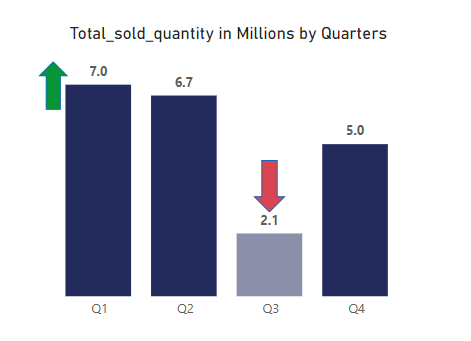 Total_sold_quantity in Millions by Quarters
7.0
6.7
2.1
5.0
Q1
Q2
Q3
Q4